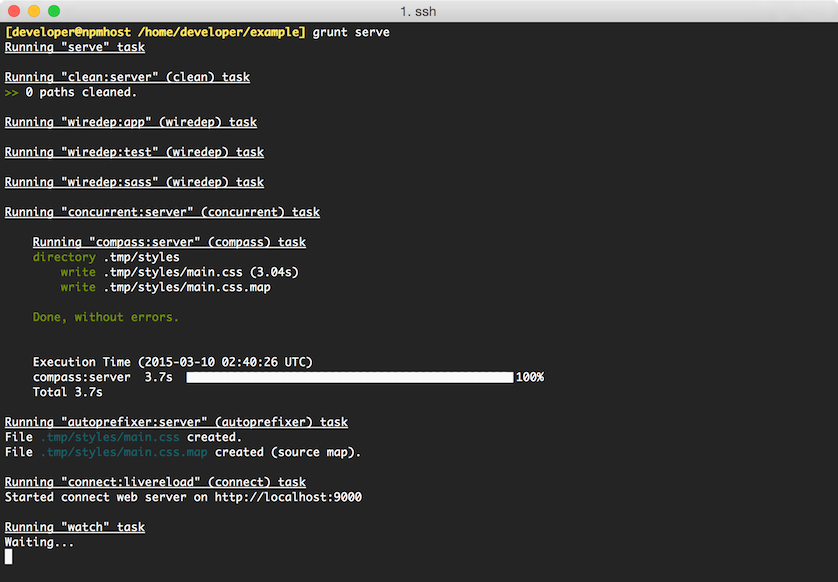 1. ssh
[developer@npmhost /home/developer/example] grunt serve
Running "serve" task
Running "clean:server" (clean) task
>> 0 paths cleaned.
Running "wiredep:app" (wiredep) task
Running "wiredep:test" (wiredep) task
Running "wiredep:sass" (wiredep) task
Running "concurrent:server" (concurrent) task
Running "compass:server" (compass) task
directory .tmp/styles
write .tmp/styles/main.css (3.04s)
write .tmp/styles/main.css.map
Done, without errors.
Execution Time (2015-03-10 02:40:26 UTC)
compass:server 3.7s 100%
Total 3.7s
Running "autoprefixer:server" (autoprefixer) task
File .tmp/styles/main.css created.
File .tmp/styles/main.css.map created (source map).
Running "connect:livereload" (connect) task
Started connect web server on http://localhost:9000
Running "watch" task
Waiting...